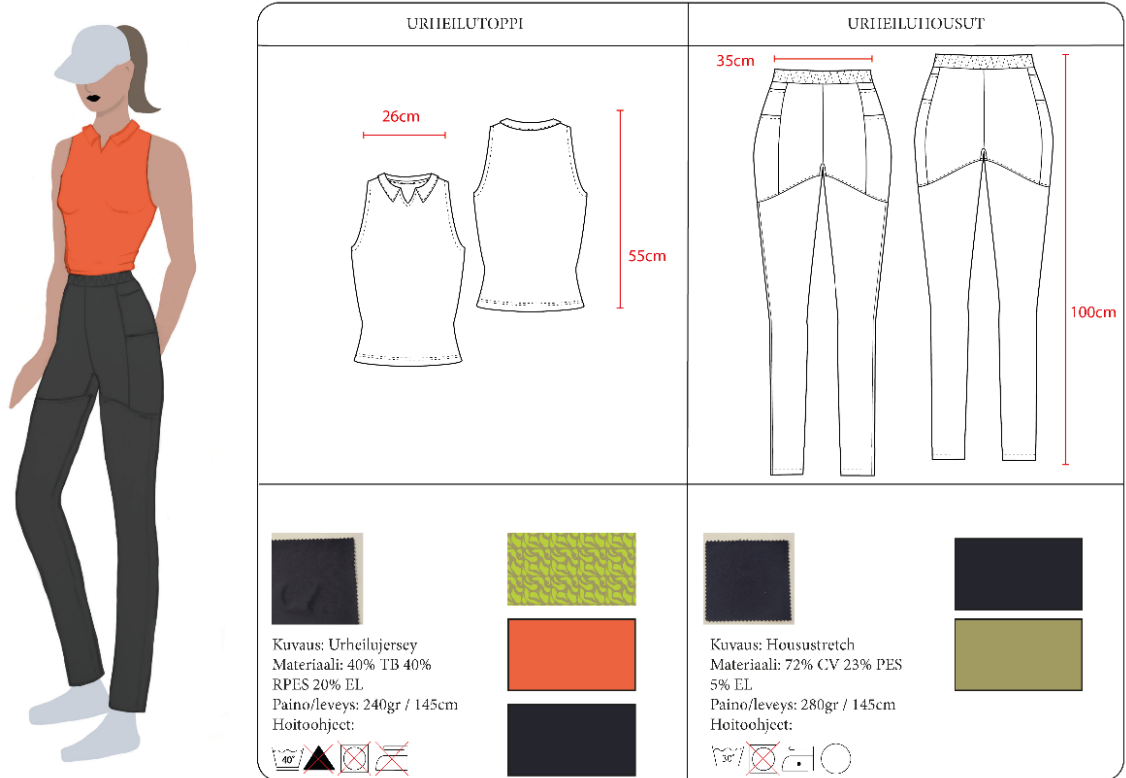 URHEILUTOPPI
URHEILUHOUSUT
26cm
55cm
35cm
100cm
Kuvaus: Urheilujersey
Materiaali: 40% TB 40%
RPES 20% EL
Paino/leveys: 240gr / 145cm
Hoitoohjeet:
40°
Kuvaus: Housustretch
Materiaali: 72% CV 23% PES
5% EL
Paino/leveys: 280gr / 145cm
Hoitoohjeet:
30°